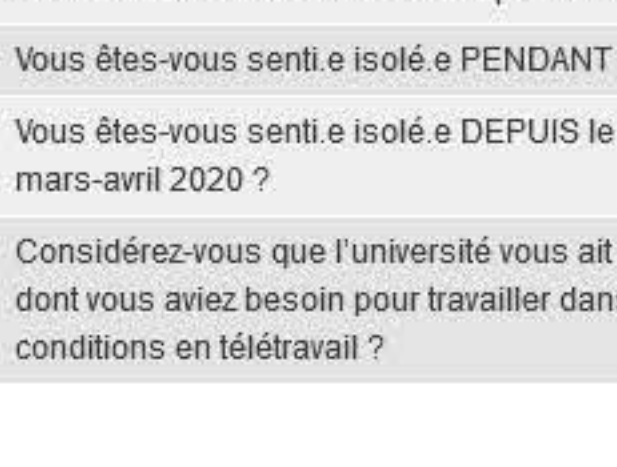 Vous êtes-vous senti.e isolé.e PENDANT
Vous êtes-vous senti.e isolé.e DEPUIS le
mars-avril 2020 ?
Considérez-vous que l'université vous ait
dont vous aviez besoin pour travailler dans
conditions en télétravail ?